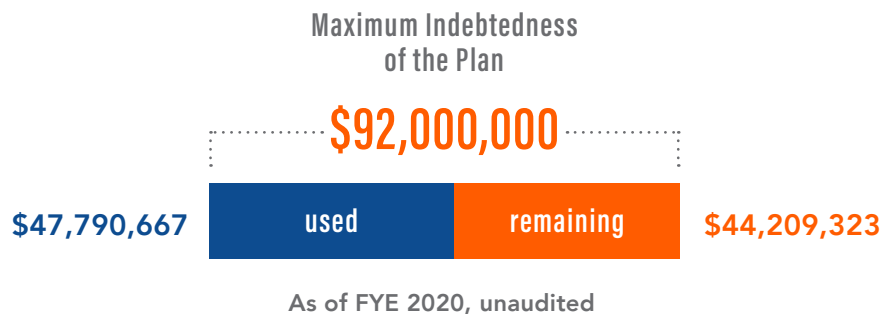 Maximum Indebtedness
of the Plan
$92,000,000
$47,790,667 used remaining $44,209,323
As of FYE 2020, unaudited